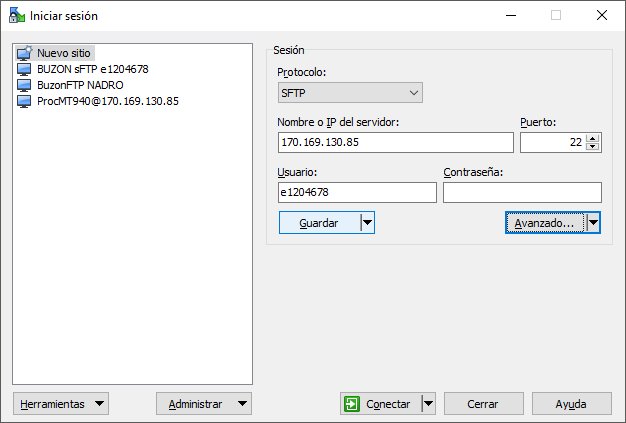 Iniciar sesión
Nuevo sitio
BUZON sFTP e1204678
BuzonFTP NADRO
ProcMT940@170.169.130.85
Sesión
Protocolo:
SFTP
Nombre o IP del servidor:
Puerto:
170.169.130.85
22
Usuario:
Contraseña:
e1204678
Guardar
Avanzado...
Herramientas
Administrar
Conectar
Cerrar
Ayuda